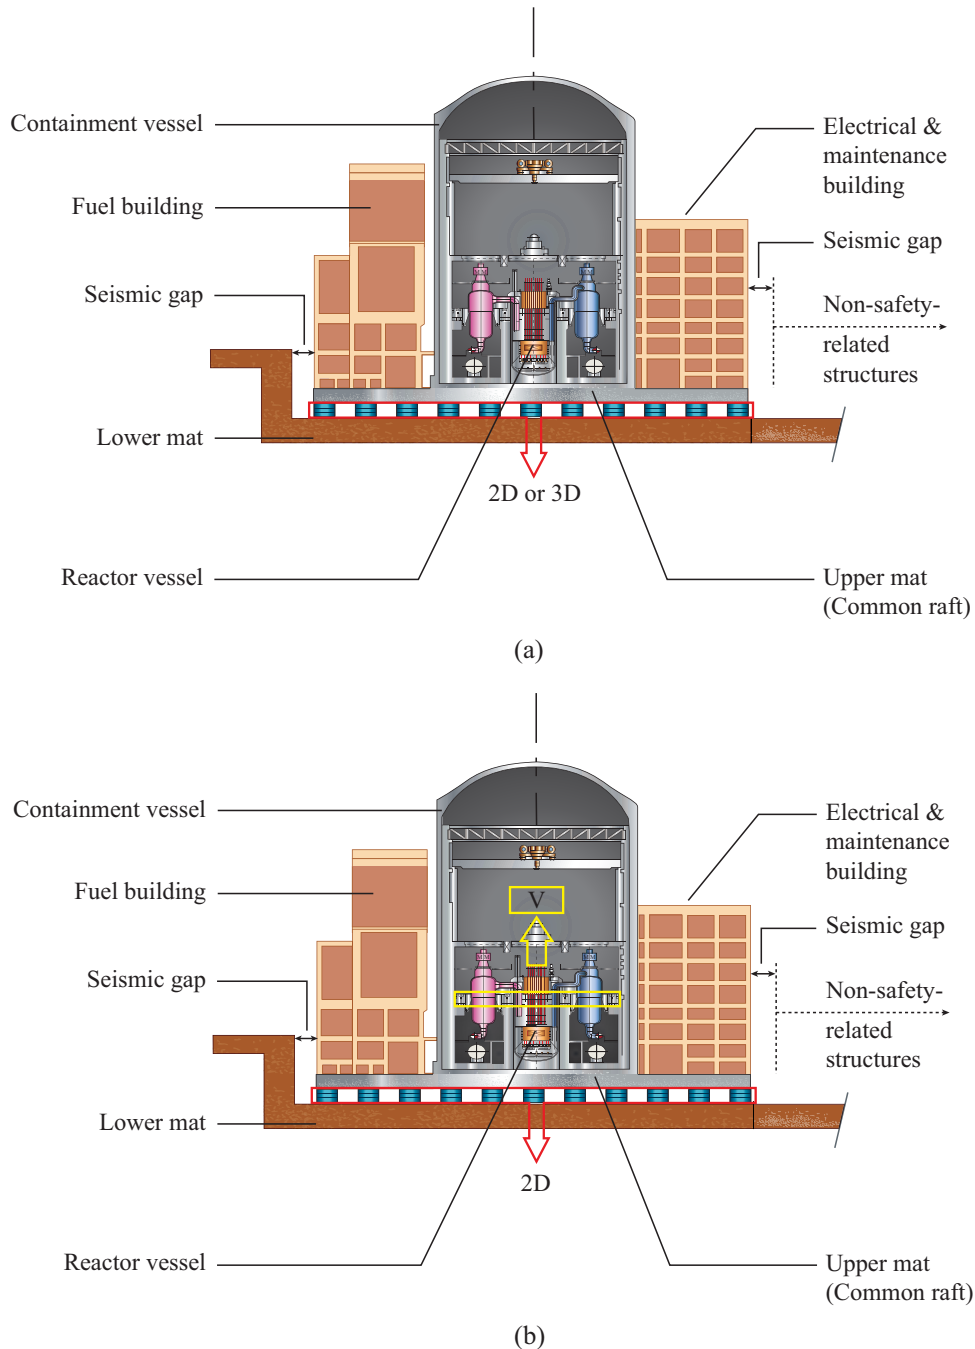 Containment vessel
Electrical &
maintenance
building
Fuel building
Seismic gap
Seismic gap
Non-safety-
related
structures
Lower mat
2D or 3D
Reactor vessel
Upper mat
(Common raft)
(a)
Containment vessel
Electrical &
maintenance
building
Fuel building
V
Seismic gap
Seismic gap
Non-safety-
related
structures
Lower mat
2D
Reactor vessel
Upper mat
(Common raft)
(b)